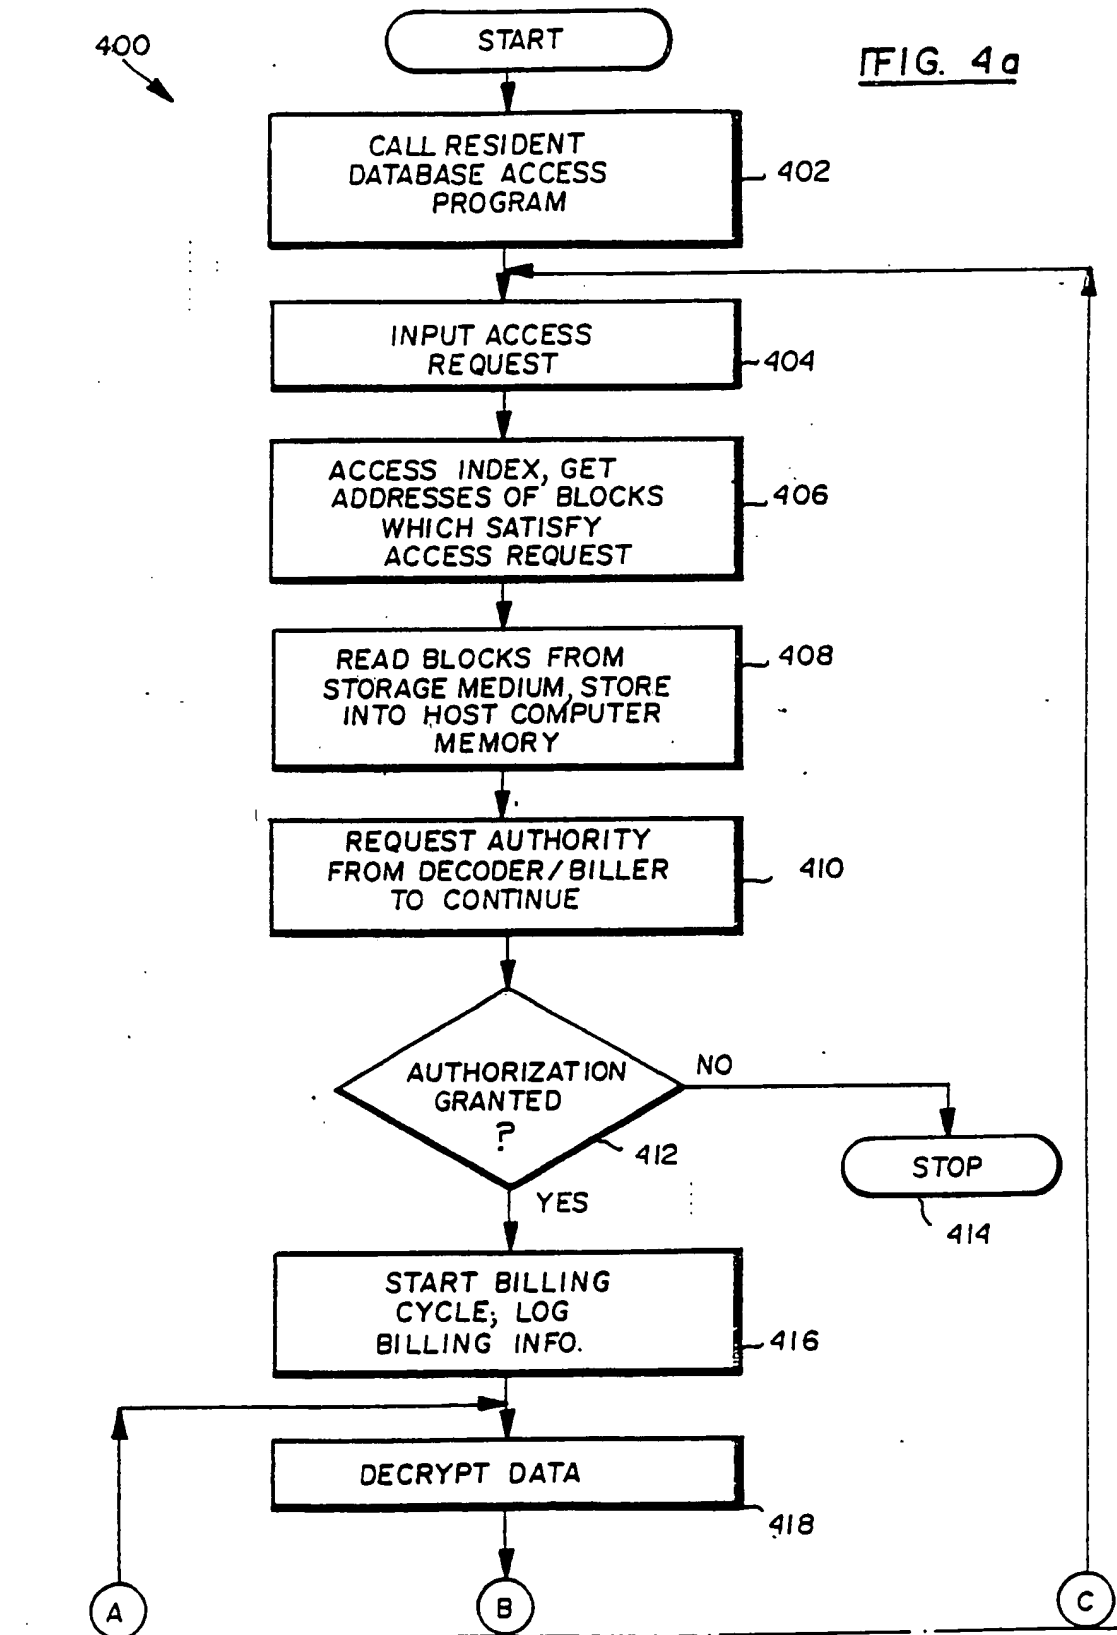 400
START
FIG. 4a
CALL RESIDENT
DATABASE ACCESS
PROGRAM
402
INPUT ACCESS
REQUEST
404
ACCESS INDEX, GET
ADDRESSES OF BLOCKS
WHICH SATISFY
ACCESS REQUEST
406
READ BLOCKS FROM
STORAGE MEDIUM, STORE
INTO HOST COMPUTER
MEMORY
408
REQUEST AUTHORITY
FROM DECODER/BILLER
TO CONTINUE
410
AUTHORIZATION
GRANTED
?
412
NO
STOP
414
YES
START BILLING
CYCLE; LOG
BILLING INFO.
416
DECRYPT DATA
418
A
B
C